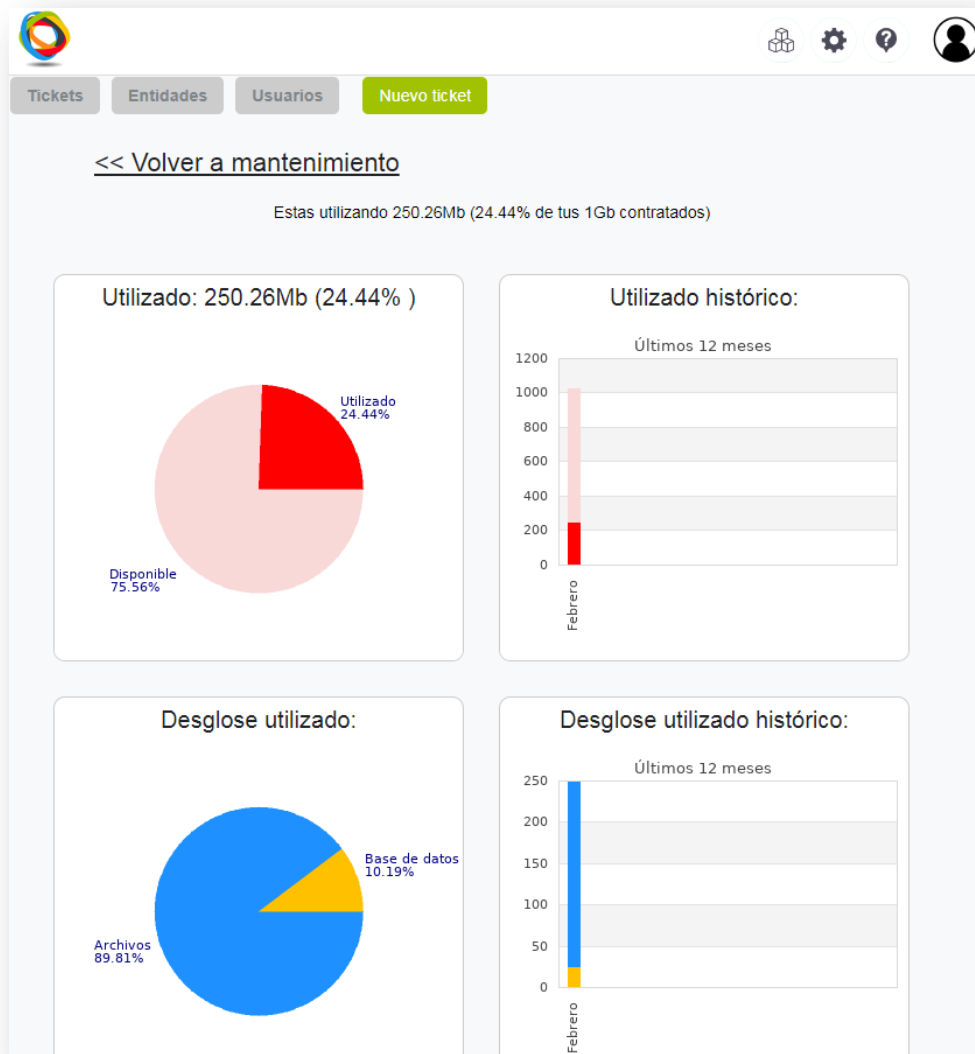 Tickets
Entidades
Usuarios
Nuevo ticket
<< Volver a mantenimiento
Estas utilizando 250.26Mb (24.44% de tus 1Gb contratados)
Utilizado: 250.26Mb (24.44% )
Utilizado
24.44%
Disponible
75.56%
Utilizado histórico:
Últimos 12 meses
1200
1000
800
600
400
200
0
Febrero
Desglose utilizado:
Base de datos
10.19%
Archivos
89.81%
Desglose utilizado histórico:
Últimos 12 meses
250
200
150
100
50
0
Febrero